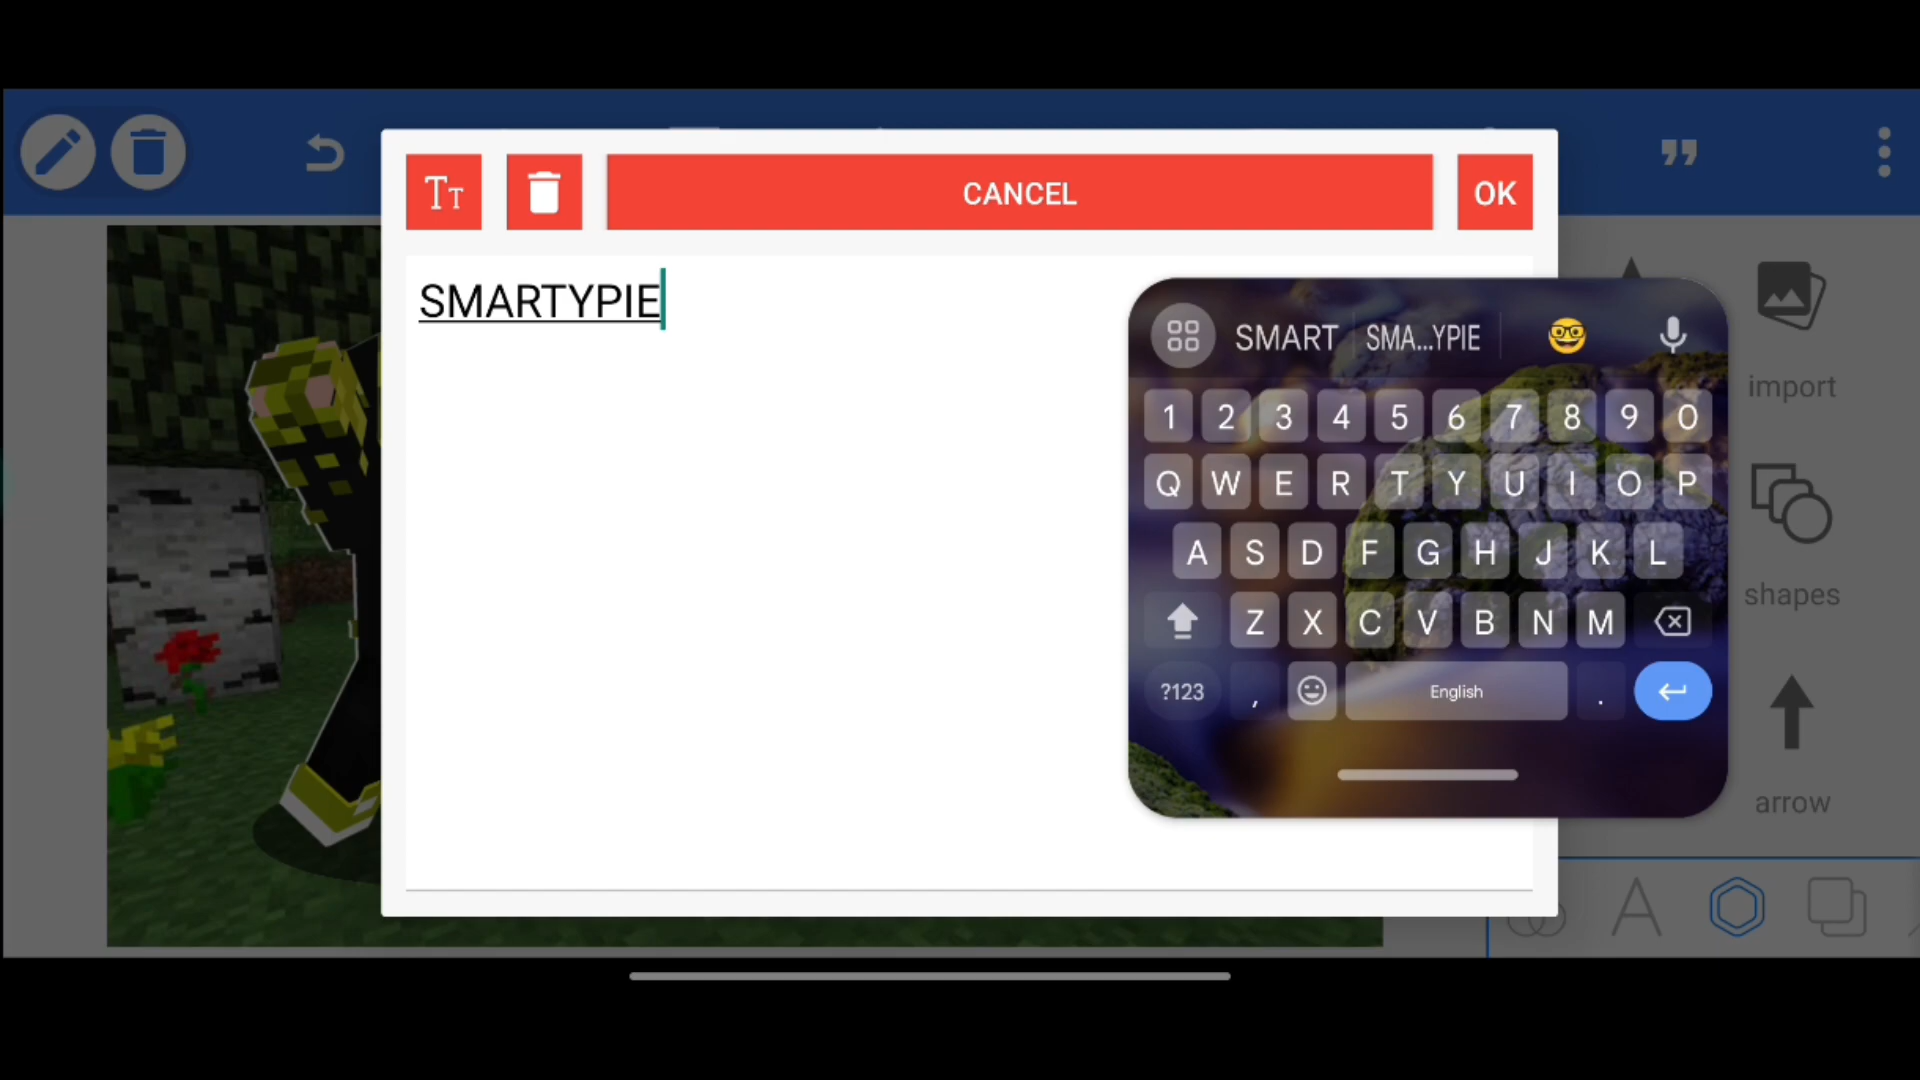 Tт
CANCEL
OK
SMARTYPIE
SMART SMA...YPIE
1 2 3 4 5 6 7 8 9 0
Q W E R T Y U I O P
A S D F G H J K L
Z X C V B N M
?123 , English .
import
shapes
arrow